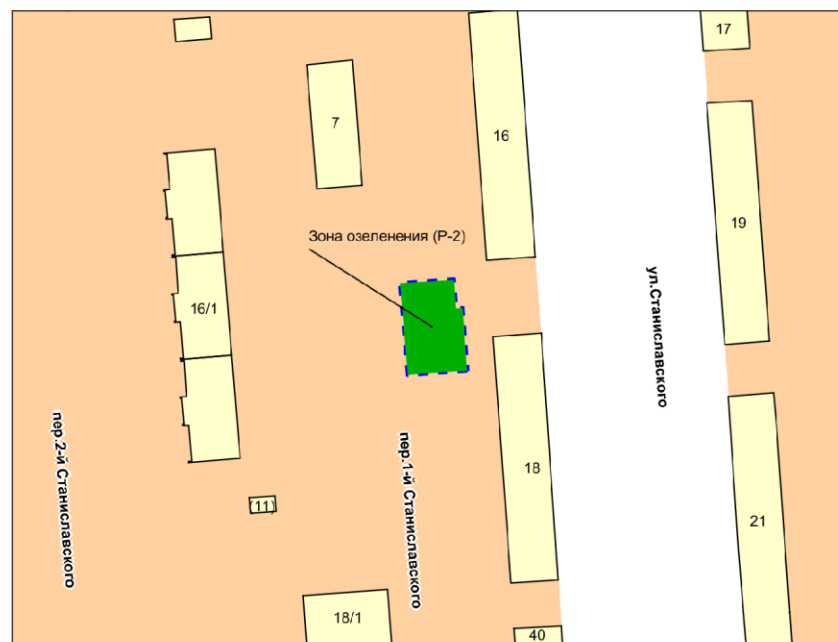 17
16
7
19
Зона озеленения (Р-2)
16/1
ул.Станиславского
пер.2-й Станиславского
пер.1-й Станиславского
18
(11)
21
18/1
40